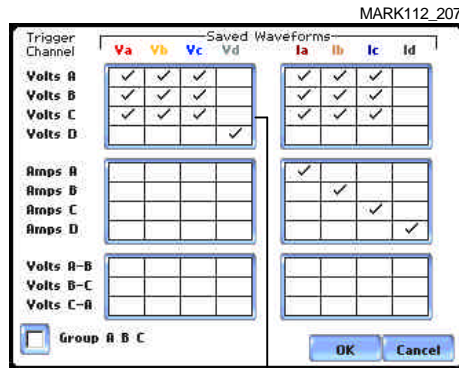 MARK112_207
Trigger Channel
Saved Waveforms
Va Vb Vc Vd Ia Ib Ic Id
Volts A
Volts B
Volts C
Volts D
Amps A
Amps B
Amps C
Amps D
Volts A-B
Volts B-C
Volts C-A
Group A B C
OK Cancel